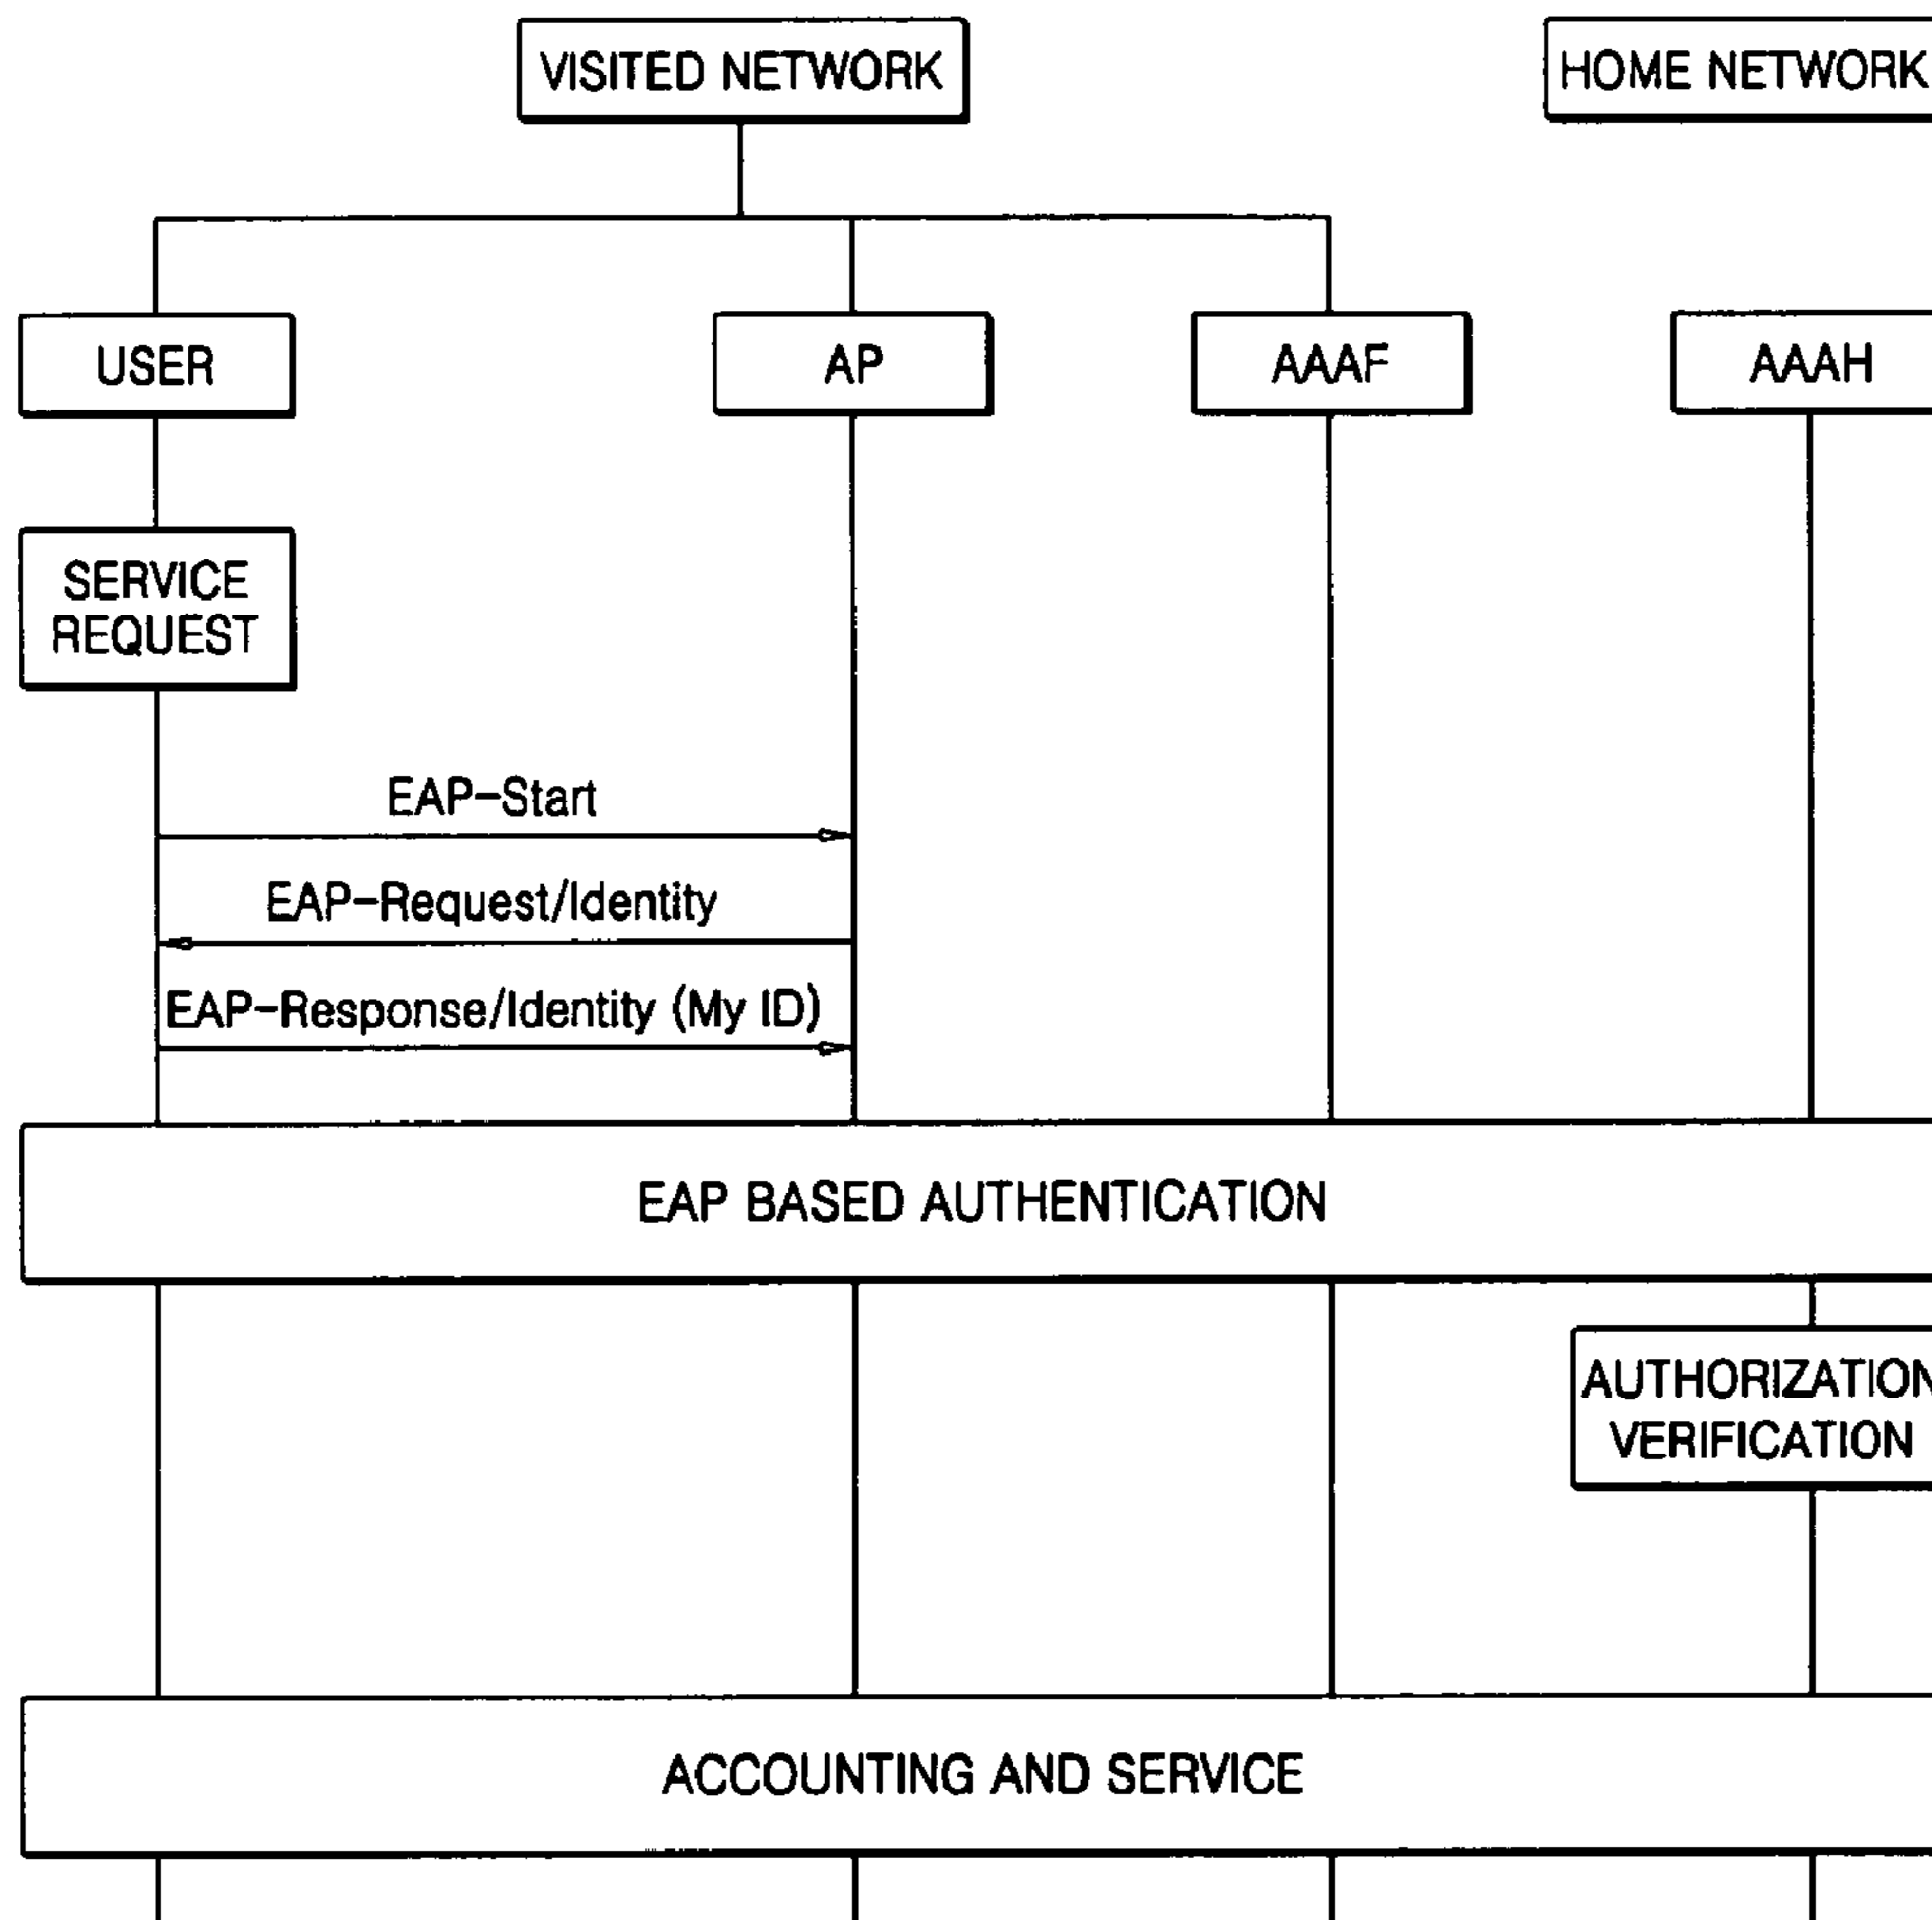 VISITED NETWORK
HOME NETWORK
USER
AP
AAAF
AAAH
SERVICE
REQUEST
EAP-Start
EAP-Request/Identity
EAP-Response/Identity (My ID)
EAP BASED AUTHENTICATION
AUTHORIZATION
VERIFICATION
ACCOUNTING AND SERVICE